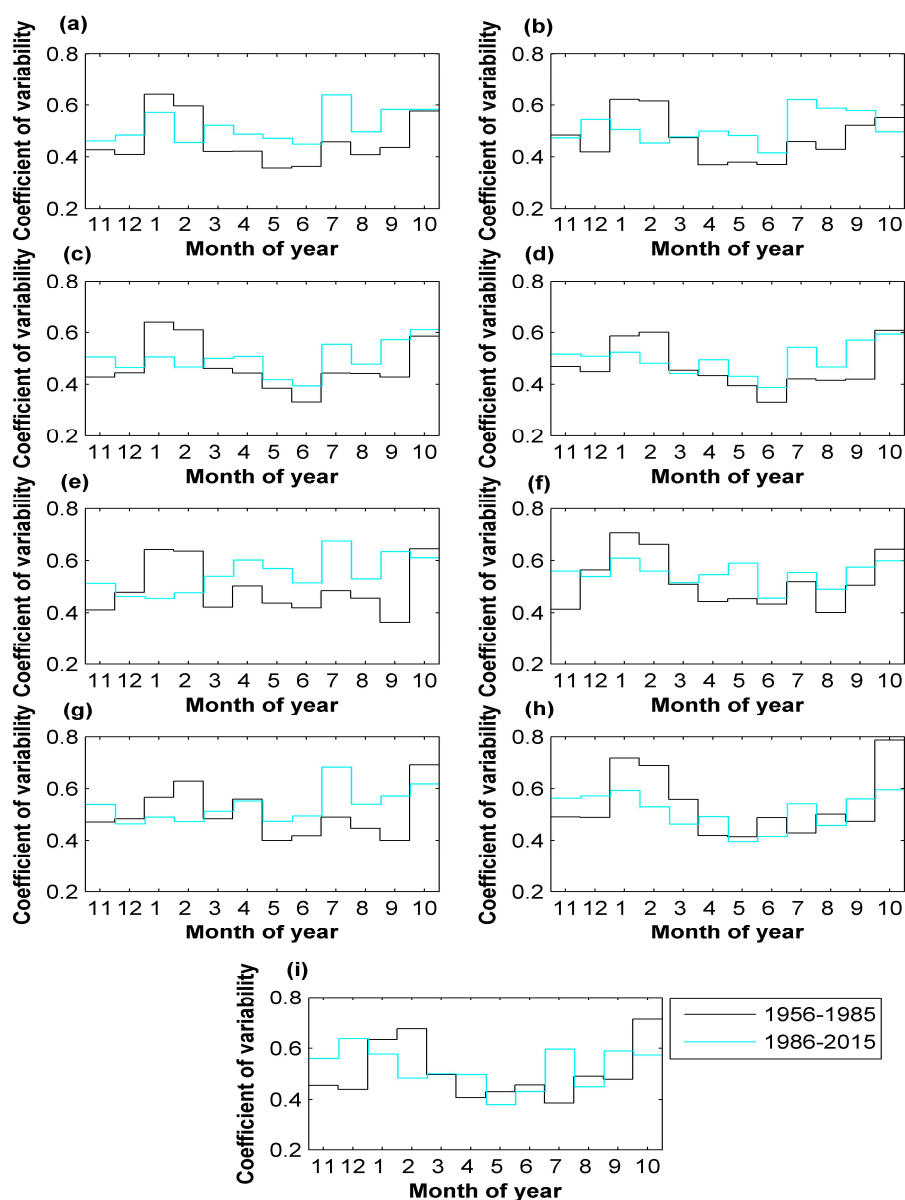 (a)
Coefficient of variability
0.8
0.6
0.4
0.2
11 12 1 2 3 4 5 6 7 8 9 10
Month of year
(b)
Coefficient of variability
0.8
0.6
0.4
0.2
11 12 1 2 3 4 5 6 7 8 9 10
Month of year
(c)
Coefficient of variability
0.8
0.6
0.4
0.2
11 12 1 2 3 4 5 6 7 8 9 10
Month of year
(d)
Coefficient of variability
0.8
0.6
0.4
0.2
11 12 1 2 3 4 5 6 7 8 9 10
Month of year
(e)
Coefficient of variability
0.8
0.6
0.4
0.2
11 12 1 2 3 4 5 6 7 8 9 10
Month of year
(f)
Coefficient of variability
0.8
0.6
0.4
0.2
11 12 1 2 3 4 5 6 7 8 9 10
Month of year
(g)
Coefficient of variability
0.8
0.6
0.4
0.2
11 12 1 2 3 4 5 6 7 8 9 10
Month of year
(h)
Coefficient of variability
0.8
0.6
0.4
0.2
11 12 1 2 3 4 5 6 7 8 9 10
Month of year
(i)
Coefficient of variability
0.8
0.6
0.4
0.2
11 12 1 2 3 4 5 6 7 8 9 10
Month of year
1956-1985
1986-2015